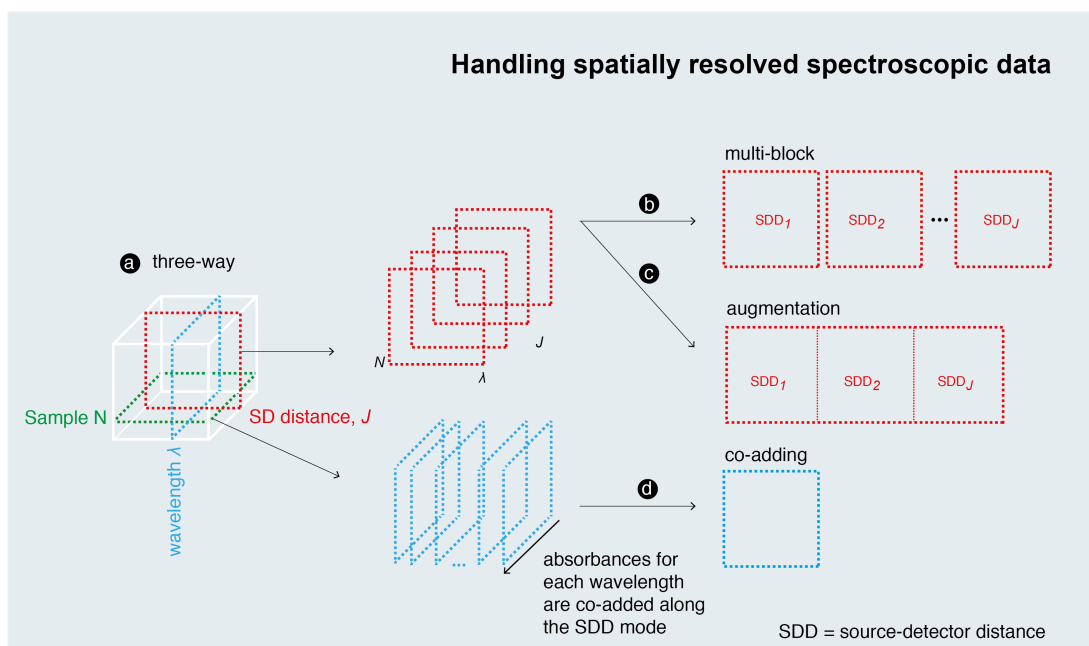 Handling spatially resolved spectroscopic data
a three-way
Sample N
SD distance, J
wavelength λ
N
λ
J
b
c
d
multi-block
SDD1
SDD2
...
SDDJ
augmentation
SDD1
SDD2
SDDJ
co-adding
...
absorbances for
each wavelength
are co-added along
the SDD mode
SDD = source-detector distance